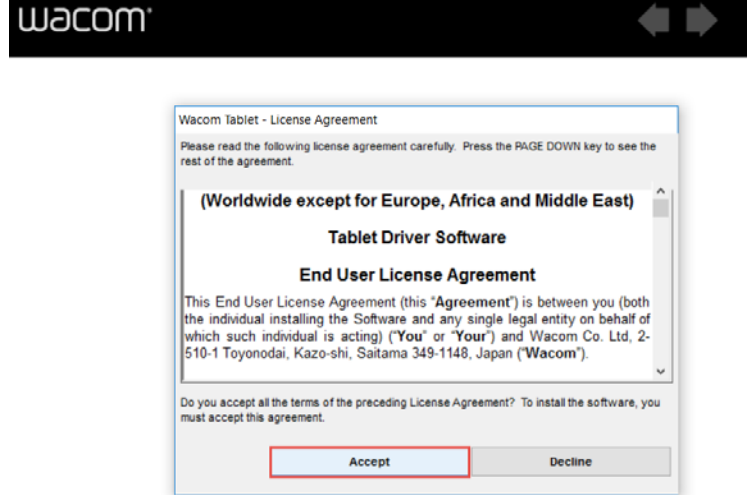 wacom
Wacom Tablet - License Agreement
Please read the following license agreement carefully. Press the PAGE DOWN key to see the
rest of the agreement.
(Worldwide except for Europe, Africa and Middle East)
Tablet Driver Software
End User License Agreement
This End User License Agreement (this “Agreement”) is between you (both
the individual installing the Software and any single legal entity on behalf of
which such individual is acting) (“You” or “Your”) and Wacom Co. Ltd, 2-
510-1 Toyonodai, Kazo-shi, Saitama 349-1148, Japan (“Wacom”).
Do you accept all the terms of the preceding License Agreement? To install the software, you
must accept this agreement.
Accept
Decline